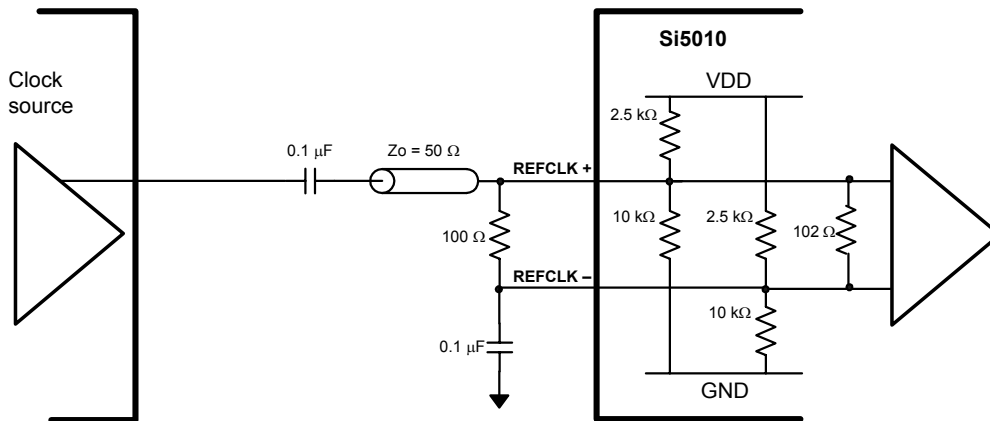 Si5010
Clock
source
VDD
2.5 kΩ
0.1 μF
Zo = 50 Ω
REFCLK +
100 Ω
10 kΩ
2.5 kΩ
102 Ω
REFCLK –
10 kΩ
0.1 μF
GND